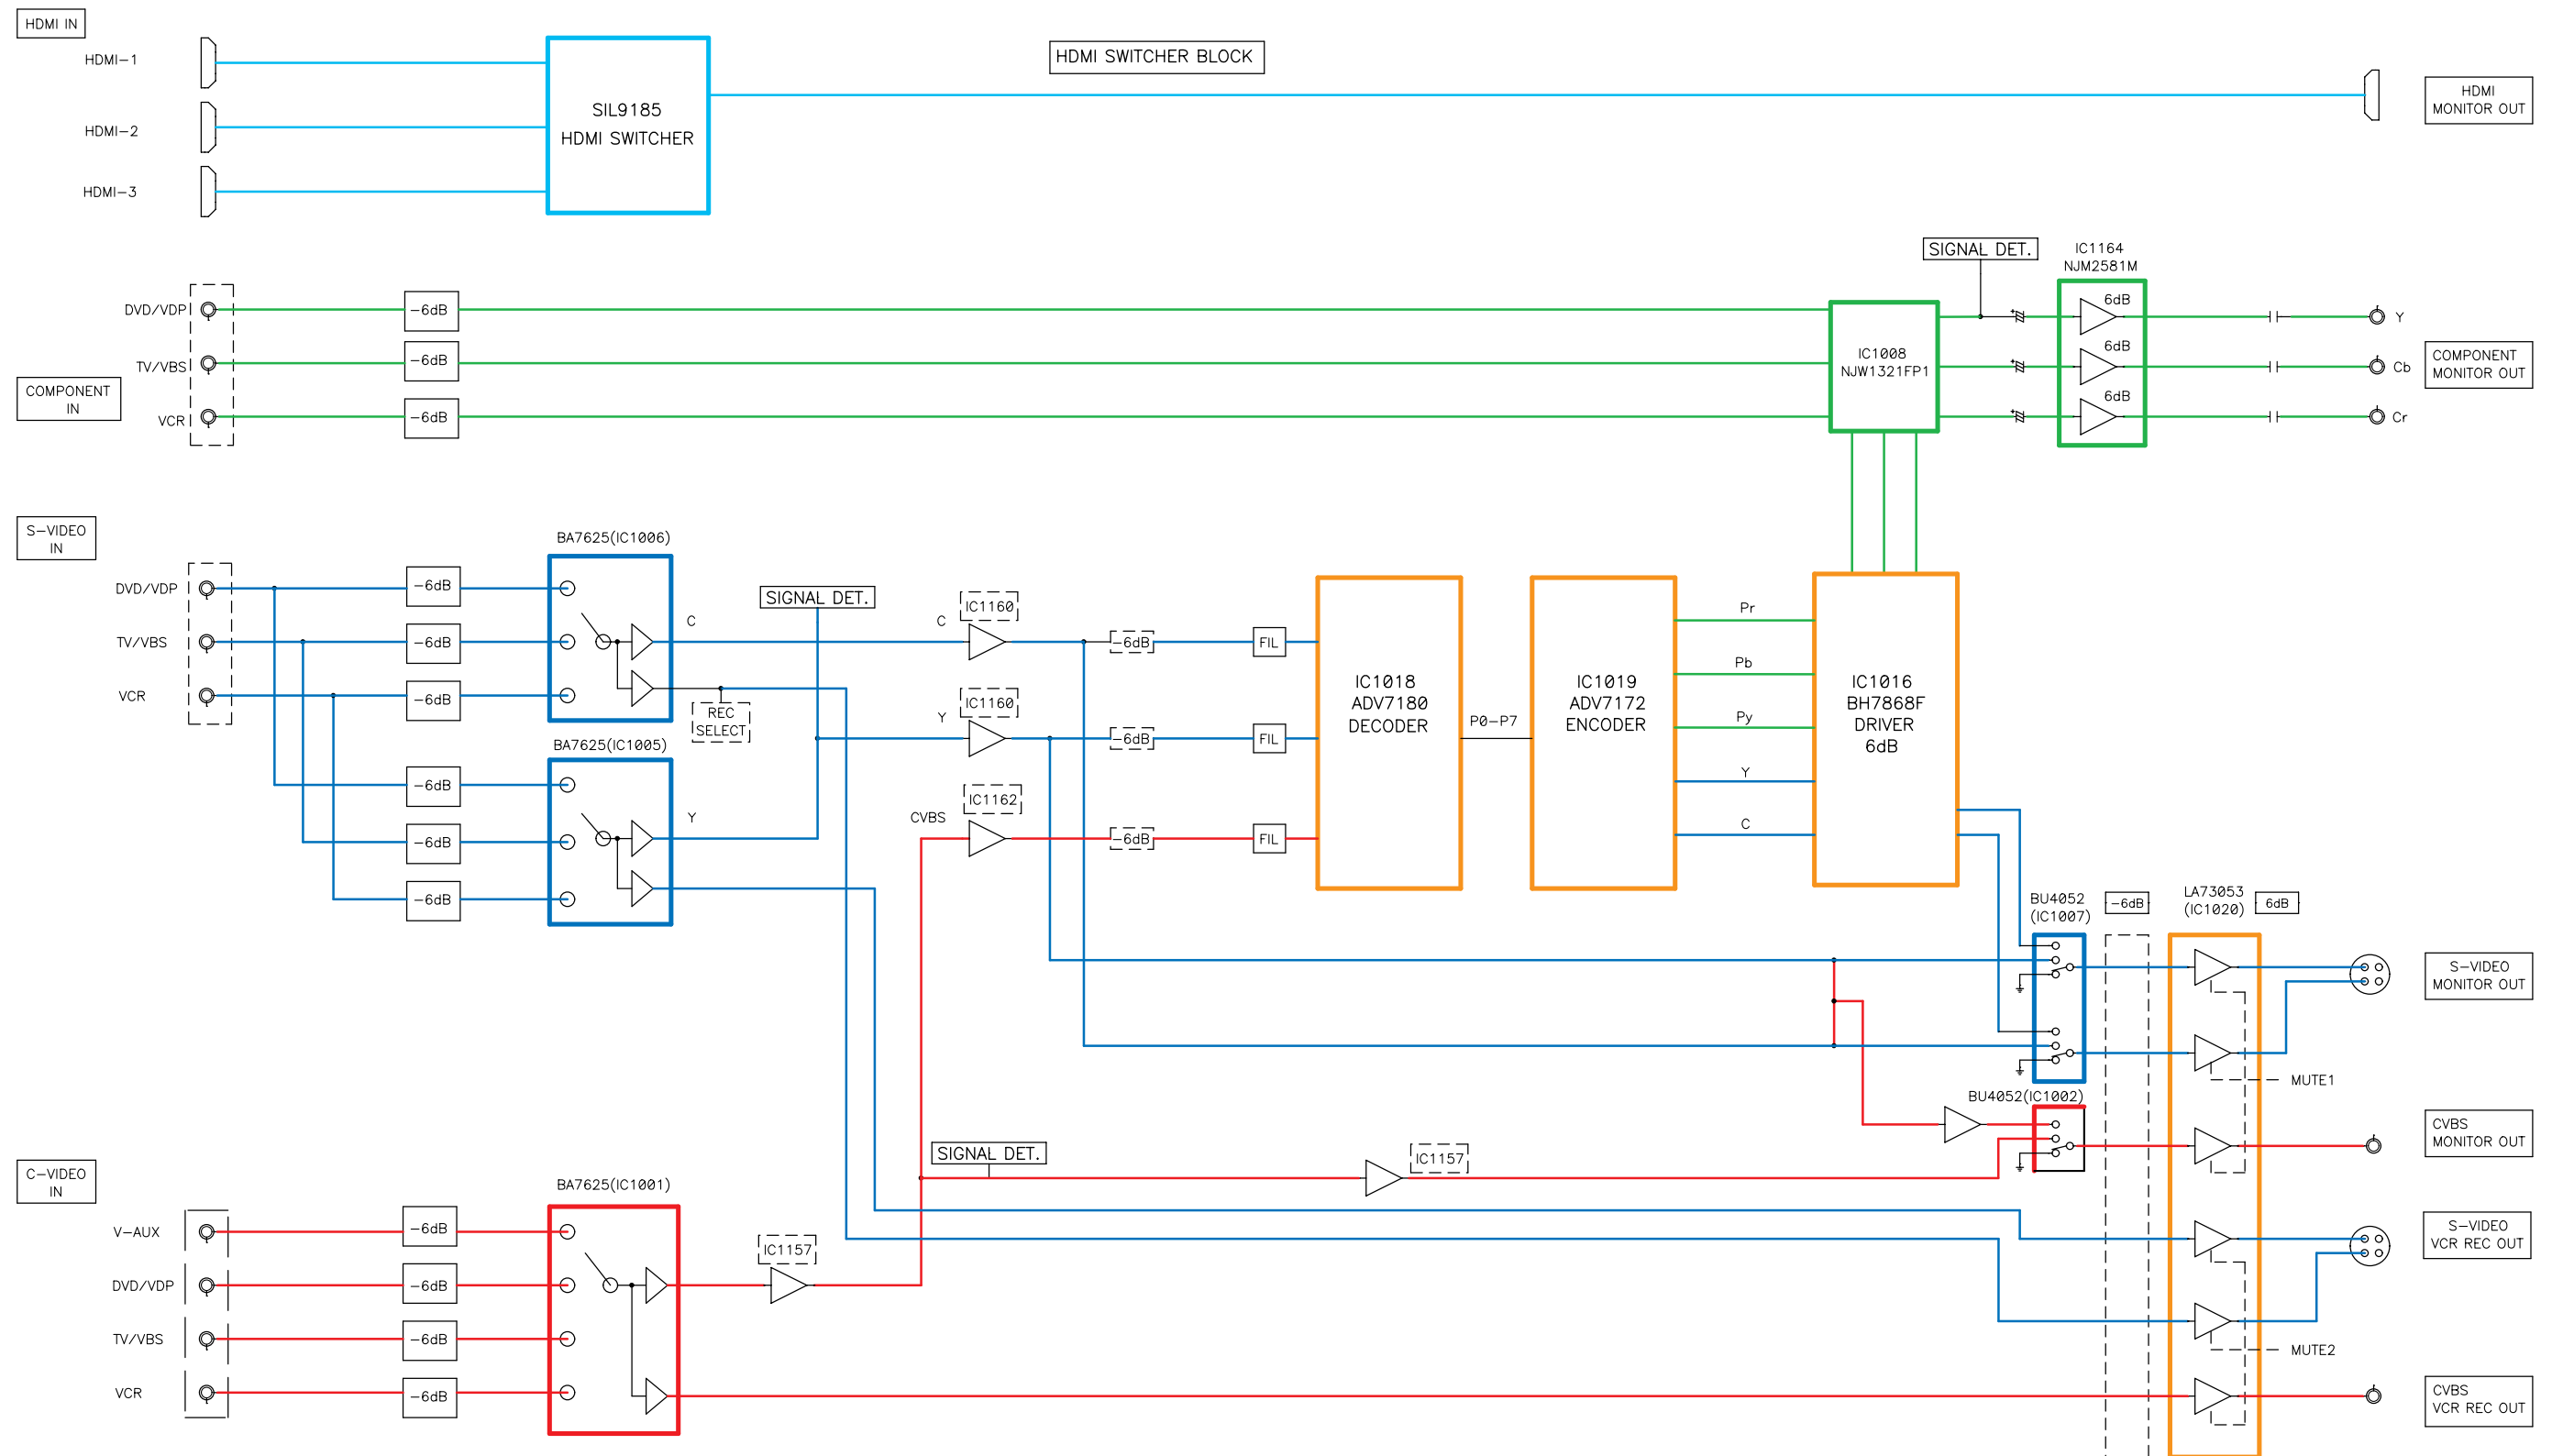 HDMI IN
HDMI-1
HDMI-2
HDMI-3
SIL9185
HDMI SWITCHER
HDMI SWITCHER BLOCK
HDMI
MONITOR OUT
COMPONENT
IN
DVD/VDP
TV/VBS
VCR
-6dB
-6dB
-6dB
IC1008
NJW1321FP1
SIGNAL DET.
IC1164
NJM2581M
6dB
6dB
6dB
Y
Cb
Cr
COMPONENT
MONITOR OUT
S-VIDEO
IN
DVD/VDP
TV/VBS
VCR
-6dB
-6dB
-6dB
-6dB
-6dB
-6dB
BA7625(IC1006)
C
REC
SELECT
BA7625(IC1005)
Y
SIGNAL DET.
C
IC1160
Y
IC1160
CVBS
IC1162
-6dB
-6dB
-6dB
FIL
FIL
FIL
IC1018
ADV7180
DECODER
P0-P7
IC1019
ADV7172
ENCODER
Pr
Pb
Py
Y
C
IC1016
BH7868F
DRIVER
6dB
BU4052
(IC1007)
-6dB
LA73053
(IC1020)
6dB
S-VIDEO
MONITOR OUT
MUTE1
BU4052(IC1002)
CVBS
MONITOR OUT
SIGNAL DET.
IC1157
C-VIDEO
IN
V-AUX
DVD/VDP
TV/VBS
VCR
-6dB
-6dB
-6dB
-6dB
BA7625(IC1001)
IC1157
S-VIDEO
VCR REC OUT
MUTE2
CVBS
VCR REC OUT